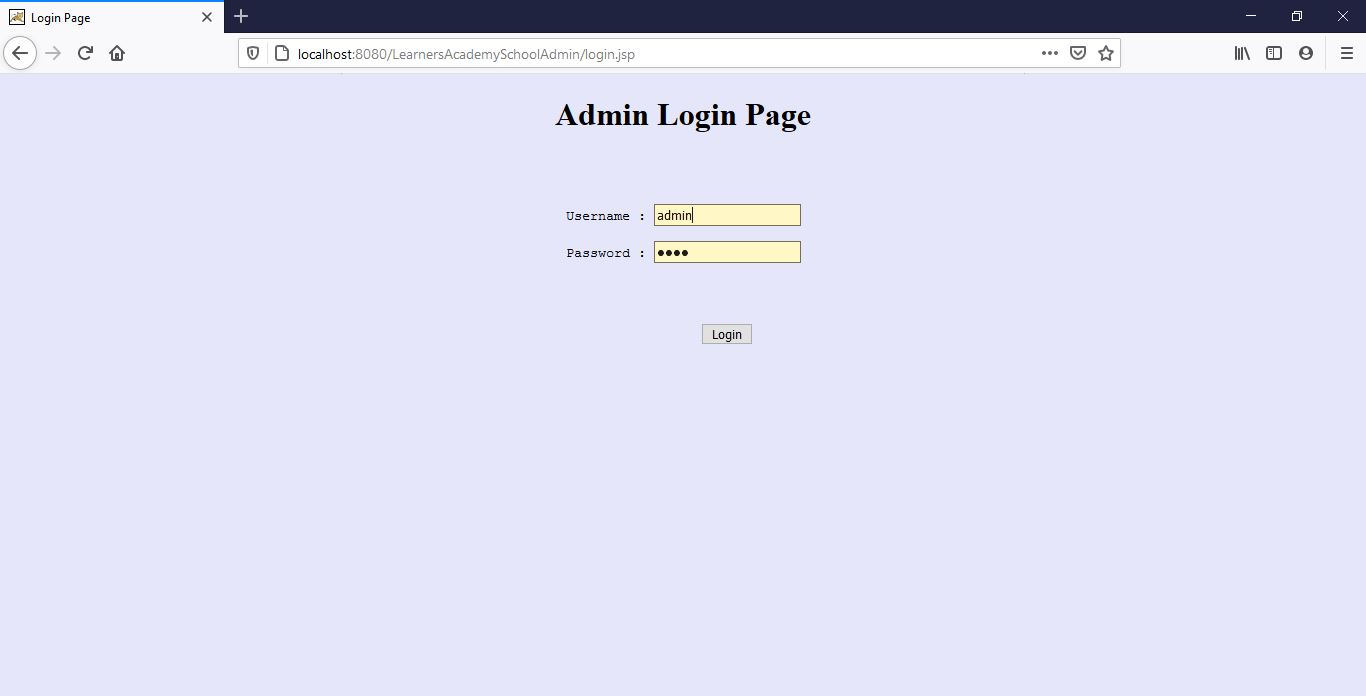 Login Page
localhost:8080/LearnersAcademySchoolAdmin/login.jsp
Admin Login Page
Username : admin
Password : ●●●●
Login